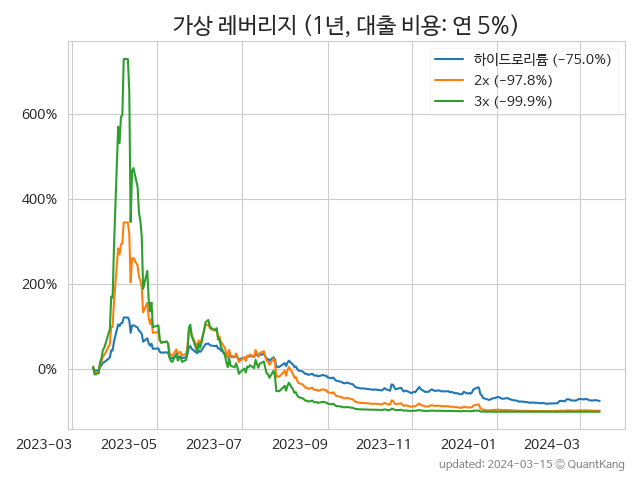 가상 레버리지 (1년, 대출 비용: 연 5%)
하이드로리튬 (-75.0%)
2x (-97.8%)
3x (-99.9%)
600%
400%
200%
0%
2023-03 2023-05 2023-07 2023-09 2023-11 2024-01 2024-03
updated: 2024-03-15 © QuantKang